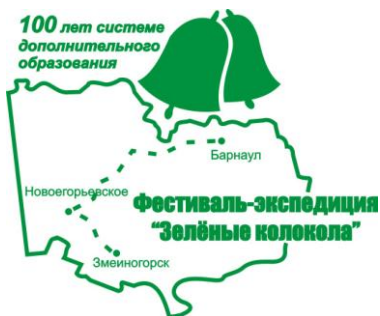 100 лет системе
дополнительного
образования
Барнаул
Новоегорьевское
Фестиваль-экспедиция
"Зелёные колокола"
Змеиногорск